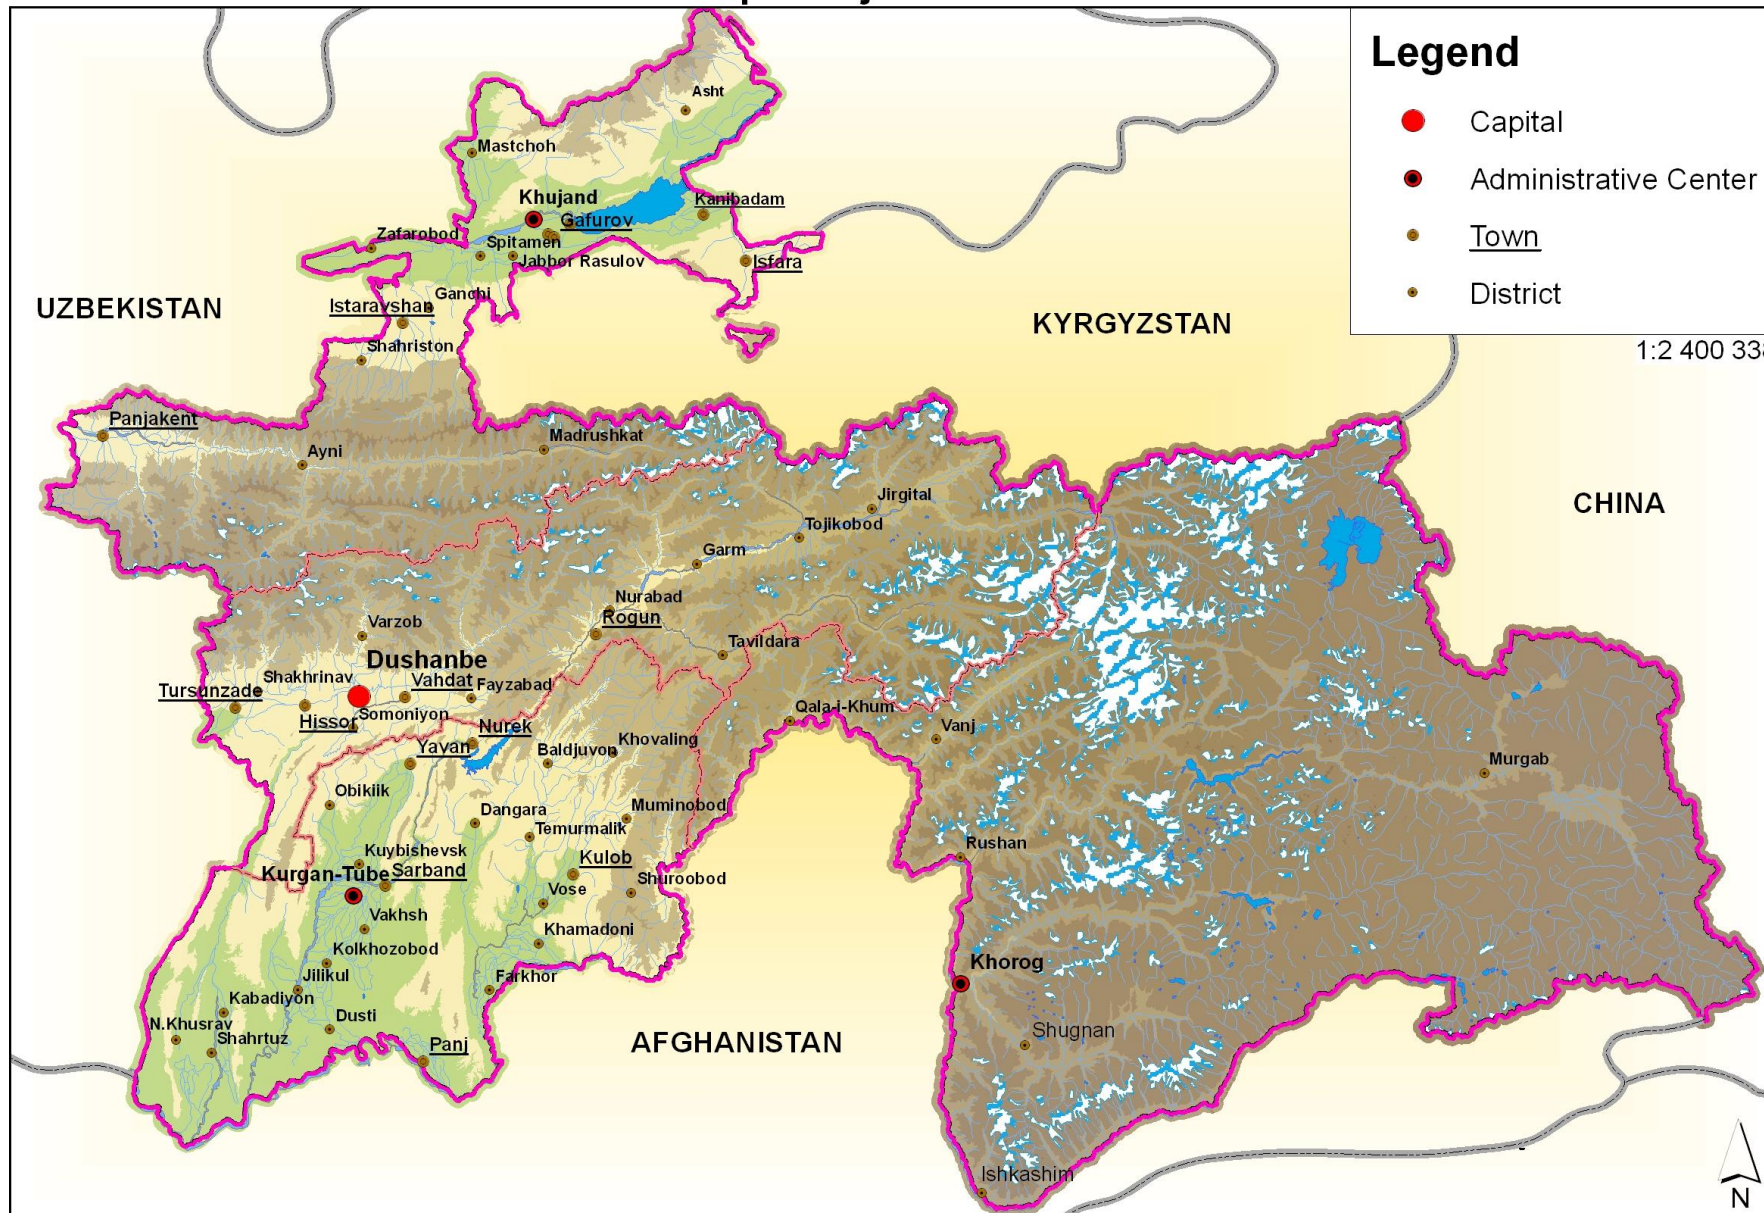 Legend
Capital
Administrative Center
Town
District
1:2 400 33
Asht
Mastchoh
Khujand
Gafurov
Kanibadam
Zafarobod
Spitamen
Jabbor Rasulov
Isfara
UZBEKISTAN
Ganchi
Istaravshan
KYRGYZSTAN
Shahriston
Panjakent
Madrushkat
Ayni
Jirgital
CHINA
Tojikobod
Garm
Nurabad
Rogun
Varzob
Tavildara
Dushanbe
Shakhrinav
Vahdat
Fayzabad
Tursunzade
Somoniyon
Hissor
Qala-i-Khum
Nurek
Vanj
Yavan
Baldjuvon
Khovaling
Murgab
Obikiik
Dangara
Muminobod
Temurmalik
Rushan
Kuybishevsk
Kulob
Kurgan-Tube
Sarband
Shuroobod
Vose
Vakhsh
Khamadoni
Kolkhozobod
Khorog
Jilikul
Farkhor
Kabadiyon
N.Khusrav
Dusti
Shahrtuz
Panj
AFGHANISTAN
Shugnan
Ishkashim
N